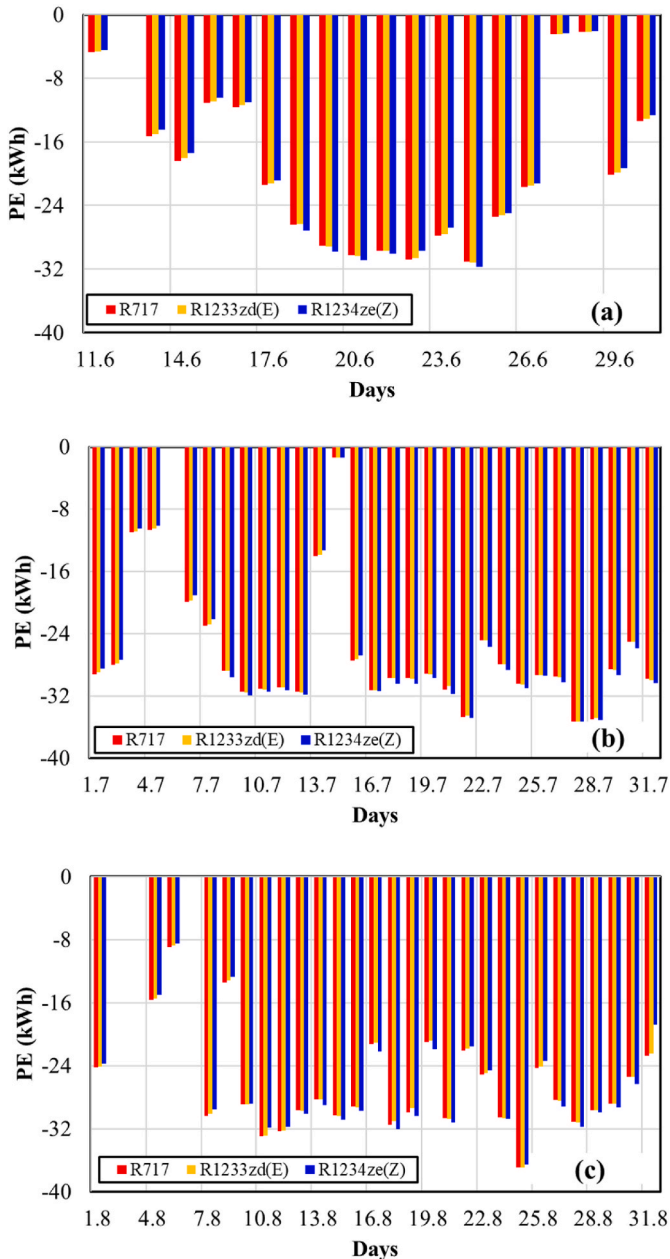 0
-8
-16
-24
-32
-40
PE (kWh)
R717 R1233zd(E) R1234ze(Z)
(a)
11.6 14.6 17.6 20.6 23.6 26.6 29.6
Days
0
-8
-16
-24
-32
-40
PE (kWh)
R717 R1233zd(E) R1234ze(Z)
(b)
1.7 4.7 7.7 10.7 13.7 16.7 19.7 22.7 25.7 28.7 31.7
Days
0
-8
-16
-24
-32
-40
PE (kWh)
R717 R1233zd(E) R1234ze(Z)
(c)
1.8 4.8 7.8 10.8 13.8 16.8 19.8 22.8 25.8 28.8 31.8
Days